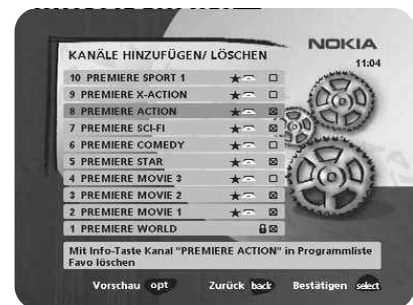 NOKIA
KANÄLE HINZUFÜGEN/ LÖSCHEN
11:04
10 PREMIERE SPORT 1
9 PREMIERE X-ACTION
8 PREMIERE ACTION
7 PREMIERE SCI-FI
6 PREMIERE COMEDY
5 PREMIERE STAR
4 PREMIERE MOVIE 3
3 PREMIERE MOVIE 2
2 PREMIERE MOVIE 1
1 PREMIERE WORLD
Mit Info-Taste Kanal "PREMIERE ACTION" in Programmliste
Favo löschen
Vorschau opt Zurück back Bestätigen select